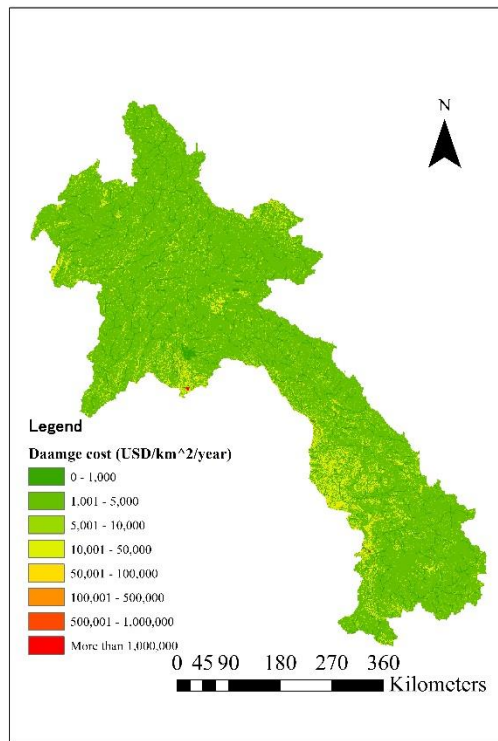 N
Legend
Daamge cost (USD/km^2/year)
0 - 1,000
1,001 - 5,000
5,001 - 10,000
10,001 - 50,000
50,001 - 100,000
100,001 - 500,000
500,001 - 1,000,000
More than 1,000,000
0 45 90 180 270 360
Kilometers